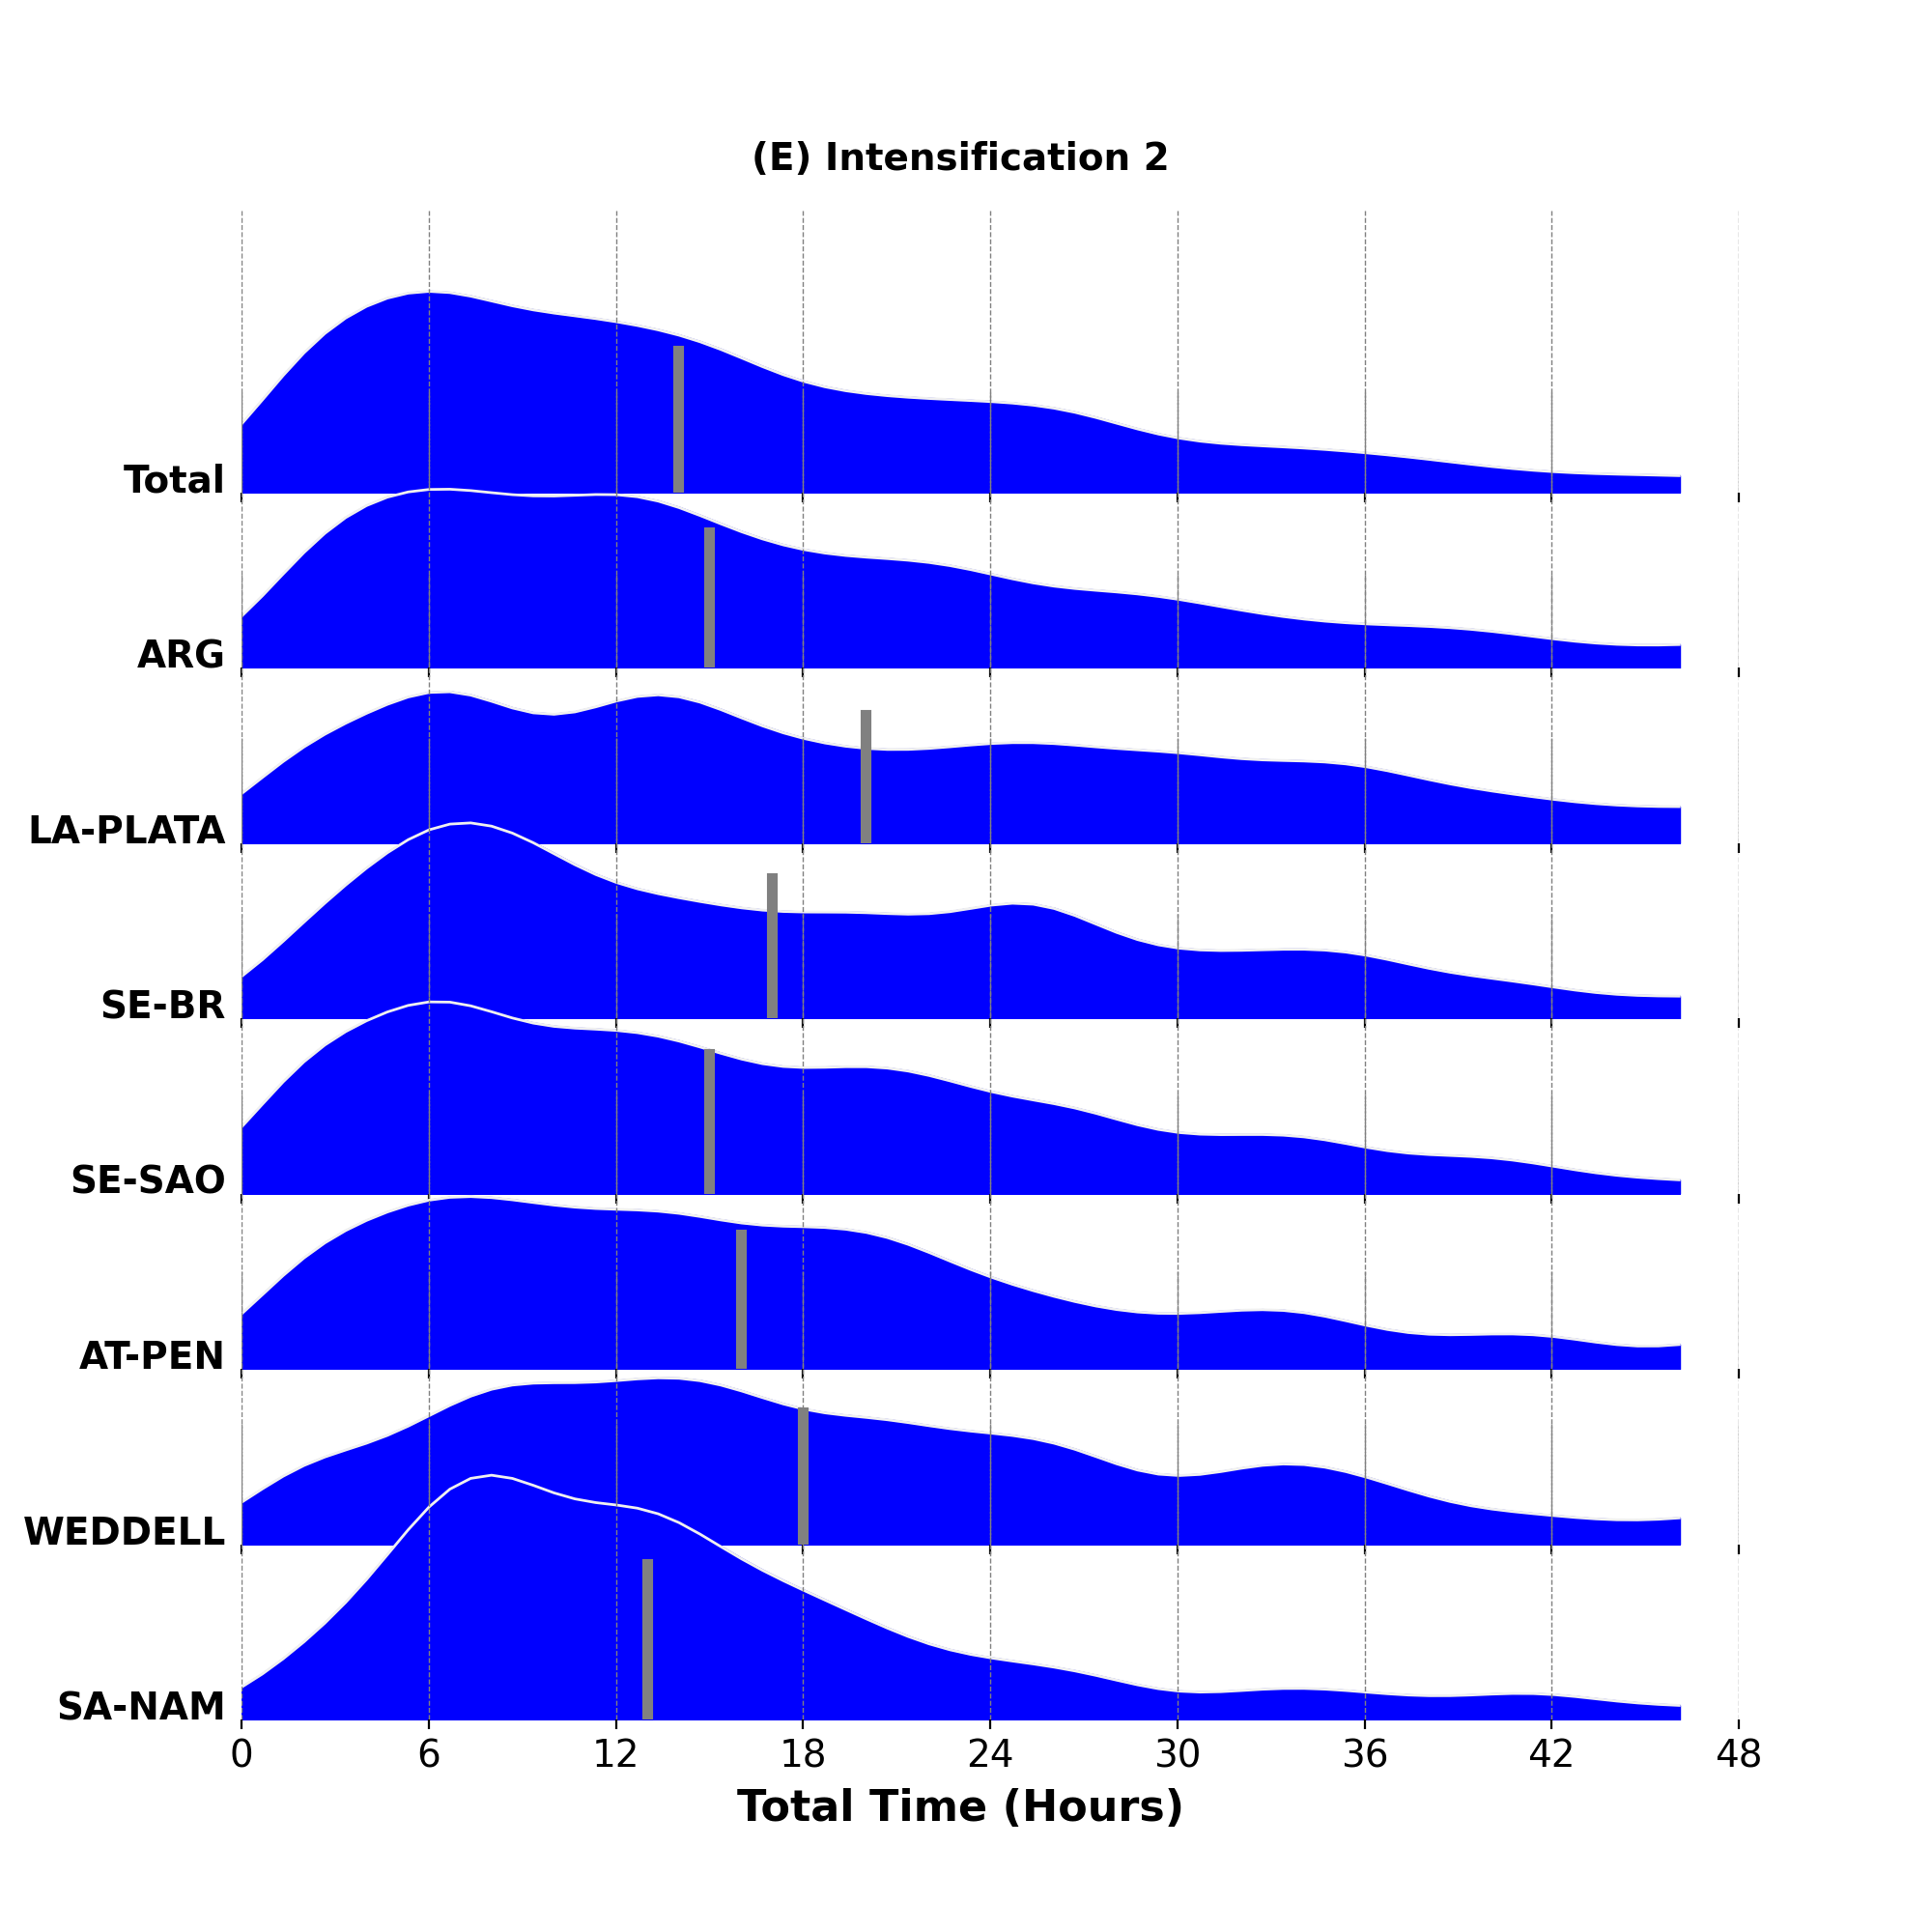 (E) Intensification 2
Total
ARG
LA-PLATA
SE-BR
SE-SAO
AT-PEN
WEDDELL
SA-NAM
0 6 12 18 24 30 36 42 48
Total Time (Hours)